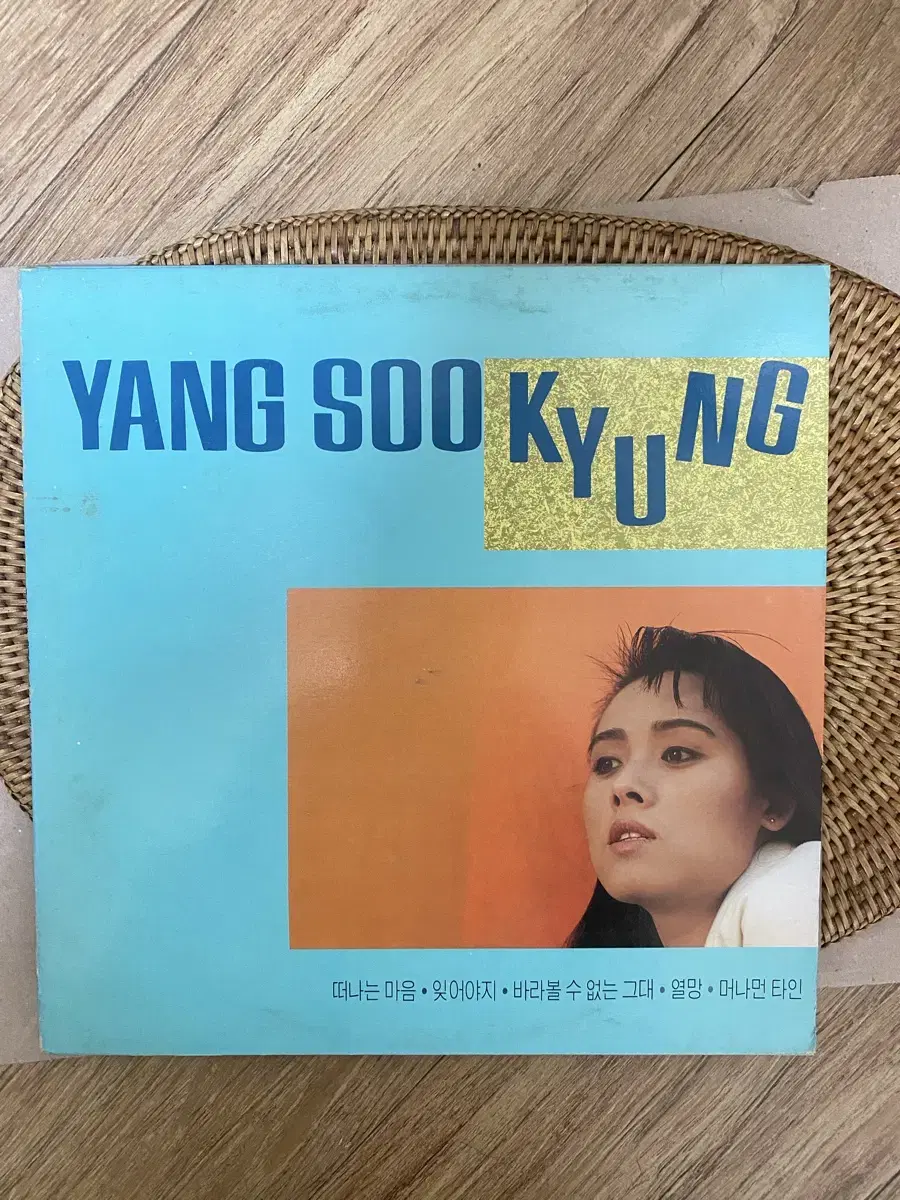 YANG SOO KYUNG
떠나는 마음 • 잊어야지 • 바라볼 수 없는 그대 • 열망 • 머나먼 타인